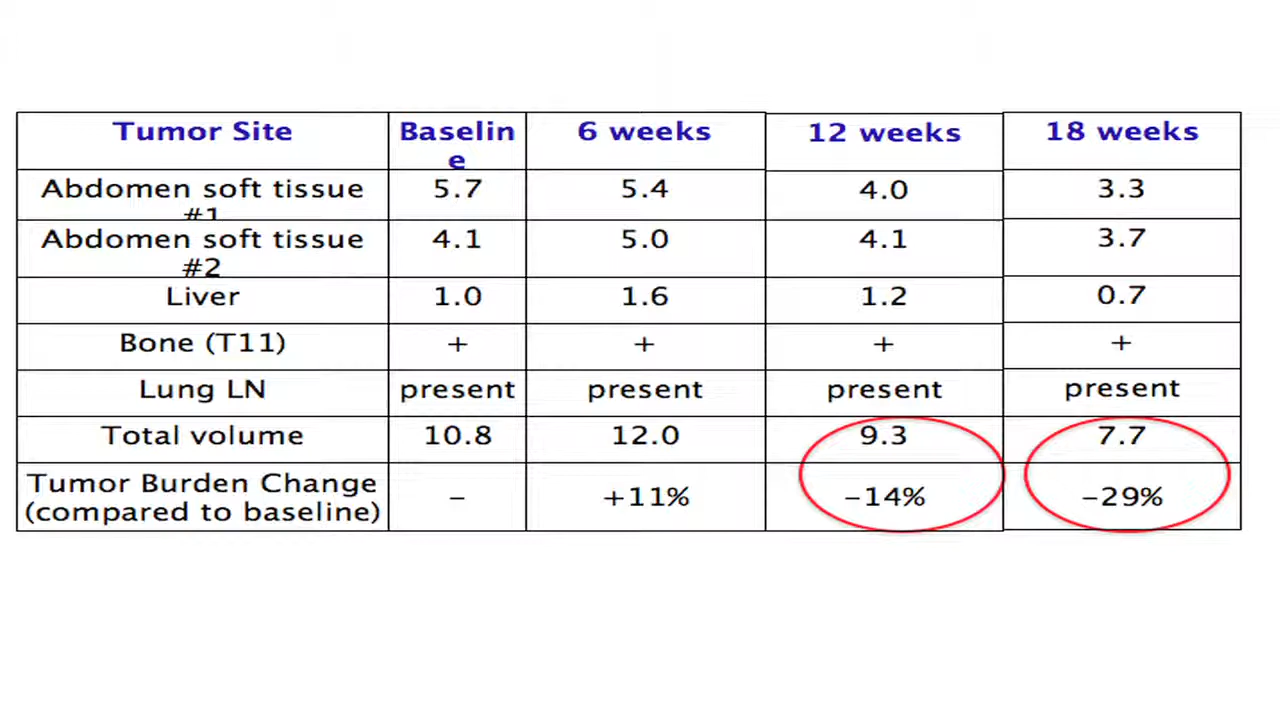 Tumor Site Baselin 6 weeks 12 weeks 18 weeks
e
Abdomen soft tissue 5.7 5.4 4.0 3.3
#1
Abdomen soft tissue 4.1 5.0 4.1 3.7
#2
Liver 1.0 1.6 1.2 0.7
Bone (T11) + + + +
Lung LN present present present present
Total volume 10.8 12.0 9.3 7.7
Tumor Burden Change
(compared to baseline) – +11% –14% –29%